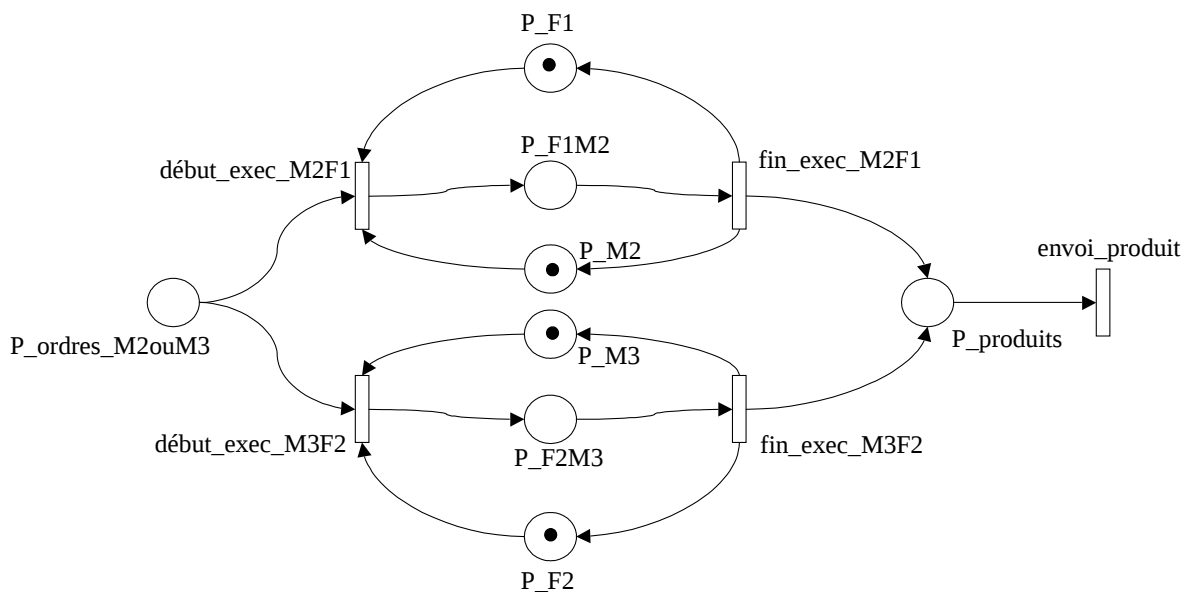 P_F1
début_exec_M2F1
P_F1M2
fin_exec_M2F1
P_M2
envoi_produit
P_ordres_M2ouM3
P_M3
P_produits
début_exec_M3F2
P_F2M3
fin_exec_M3F2
P_F2